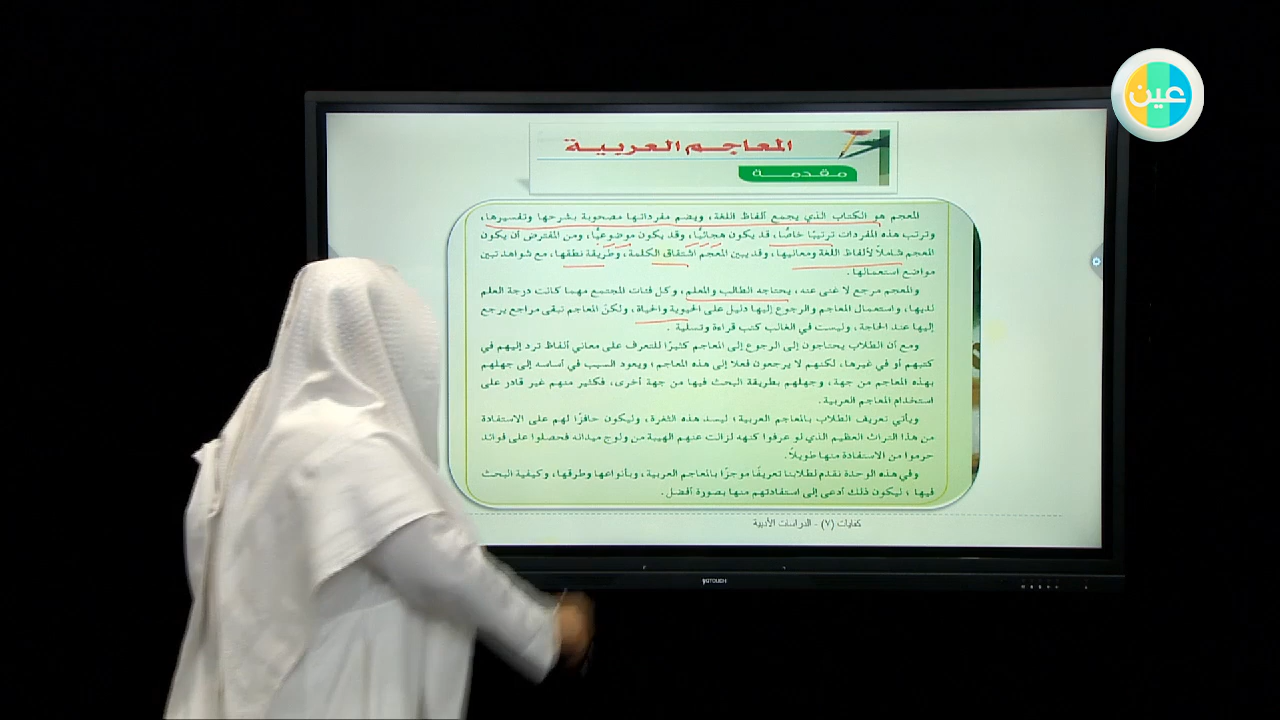 عين
المعاجم العربية
مقدمة
المعجم هو الكتاب الذي يجمع ألفاظ اللغة، ويضم مفرداتها مصحوبة بشرحها وتفسيرها،
وترتب هذه المفردات ترتيبًا خاصًّا، قد يكون هجائيًّا، وقد يكون موضوعيًّا، ومن المفترض أن يكون
المعجم شاملاً لألفاظ اللغة ومعانيها، وقد يبين المعجم اشتقاق الكلمة، وطريقة نطقها، مع شواهد تبين
مواضع استعمالها.
والمعجم مرجع لا غنى عنه، يحتاجه الطالب والمعلم، وكل فئات المجتمع مهما كانت درجة العلم
لديها، واستعمال المعاجم والرجوع إليها دليل على الحيوية والحياة، ولكنّ المعاجم تبقى مراجع يرجع
إليها عند الحاجة، وليست في الغالب كتب قراءة وتسلية.
ومع أن الطلاب يحتاجون إلى الرجوع إلى المعاجم كثيرًا للتعرف على معاني ألفاظ ترد إليهم في
كتبهم أو في غيرها، لكنهم لا يرجعون فعلا إلى هذه المعاجم؛ ويعود السبب في أساسه إلى جهلهم
بهذه المعاجم من جهة، وجهلهم بطريقة البحث فيها من جهة أخرى، فكثير منهم غير قادر على
استخدام المعاجم العربية.
ويأتي تعريف الطلاب بالمعاجم العربية؛ ليسد هذه الثغرة، وليكون حافزًا لهم على الاستفادة
من هذا التراث العظيم الذي لو عرفوا كنهه لزالت عنهم الهيبة من ولوج ميدانه فحصلوا على فوائد
حرموا من الاستفادة منها طويلاً.
وفي هذه الوحدة نقدم لطلابنا تعريفًا موجزًا بالمعاجم العربية، وبأنواعها وطرقها، وكيفية البحث
فيها؛ ليكون ذلك أدعى إلى استفادتهم منها بصورة أفضل.
كفايات (٧) - الدراسات الأدبية